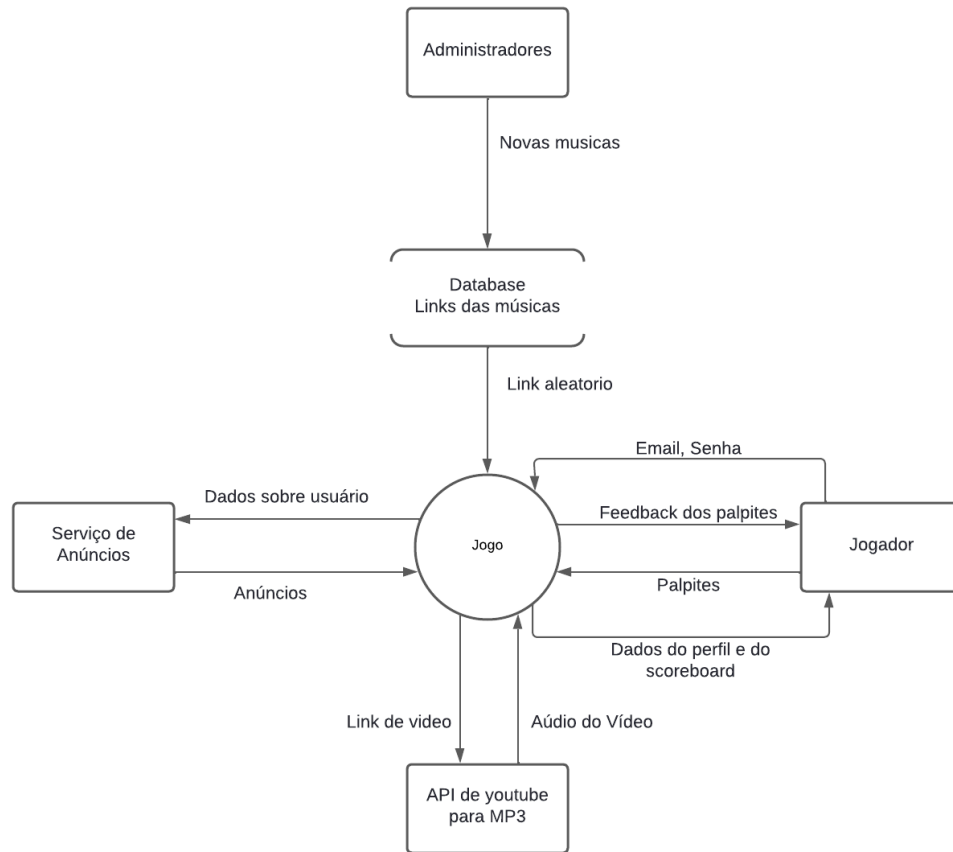 Administradores
Novas musicas
Database
Links das músicas
Link aleatorio
Email, Senha
Dados sobre usuário
Feedback dos palpites
Serviço de
Anúncios
Jogo
Jogador
Anúncios
Palpites
Dados do perfil e do
scoreboard
Link de video
Aúdio do Vídeo
API de youtube
para MP3